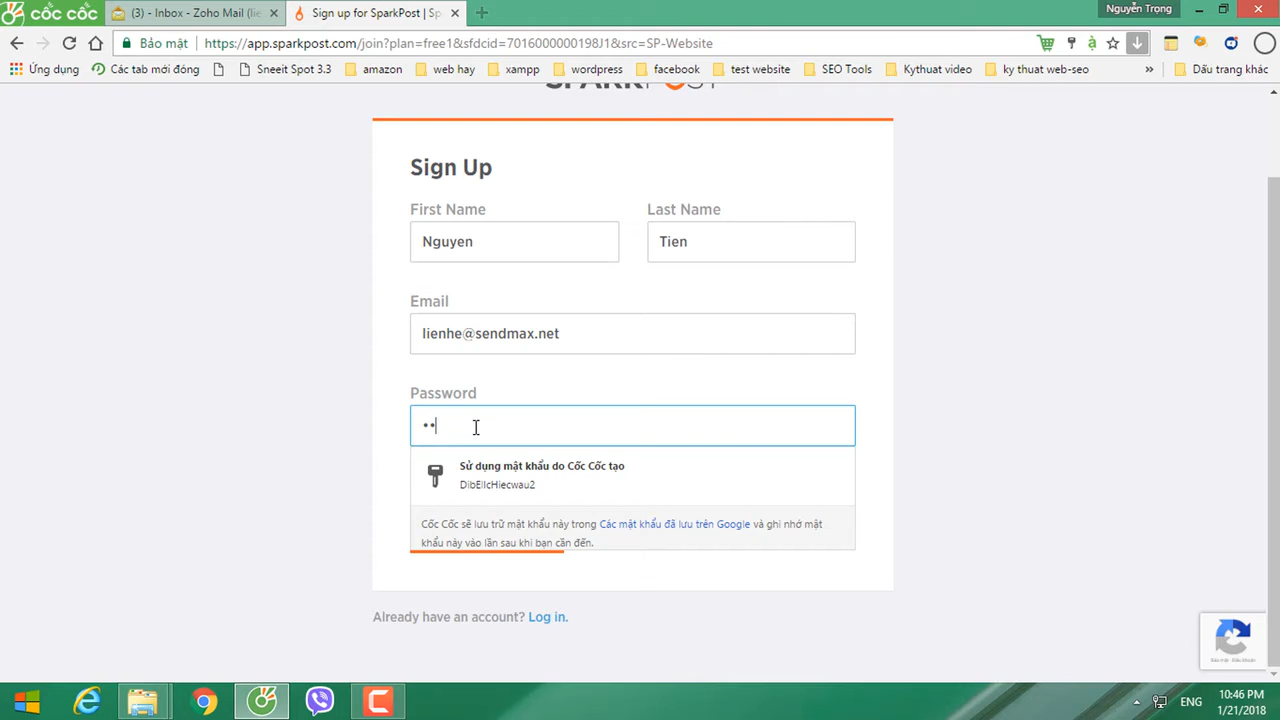 cốc cốc
(3) - Inbox - Zoho Mail (lie
Sign up for SparkPost | Sp
Nguyễn Trong
Bảo mật
https://app.sparkpost.com/join?plan=free1&sfdcid=7016000000198J1&src=SP-Website
Ứng dụng
Các tab mới đóng
Sneeit Spot 3.3
amazon
web hay
xampp
wordpress
facebook
test website
SEO Tools
Kythuat video
ky thuat web-seo
»
Dấu trang khác
SPARKPOST
Sign Up
First Name
Last Name
Nguyen
Tien
Email
lienhe@sendmax.net
Password
••
Sử dụng mật khẩu do Cốc Cốc tạo
DibEllcHiecwau2
Cốc Cốc sẽ lưu trữ mật khẩu này trong Các mật khẩu đã lưu trên Google và ghi nhớ mật
khẩu này vào lần sau khi bạn cần đến.
Already have an account? Log in.
ENG
10:46 PM
1/21/2018